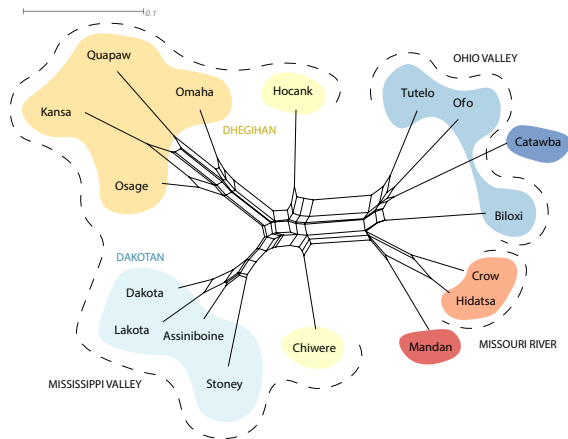 0.1
Quapaw
OHIO VALLEY
Omaha
Hocank
Tutelo
Ofo
Kansa
DHEGIHAN
Catawba
Osage
Biloxi
DAKOTAN
Crow
Dakota
Hidatsa
Lakota
Assiniboine
Chiwere
Mandan
MISSOURI RIVER
MISSISSIPPI VALLEY
Stoney